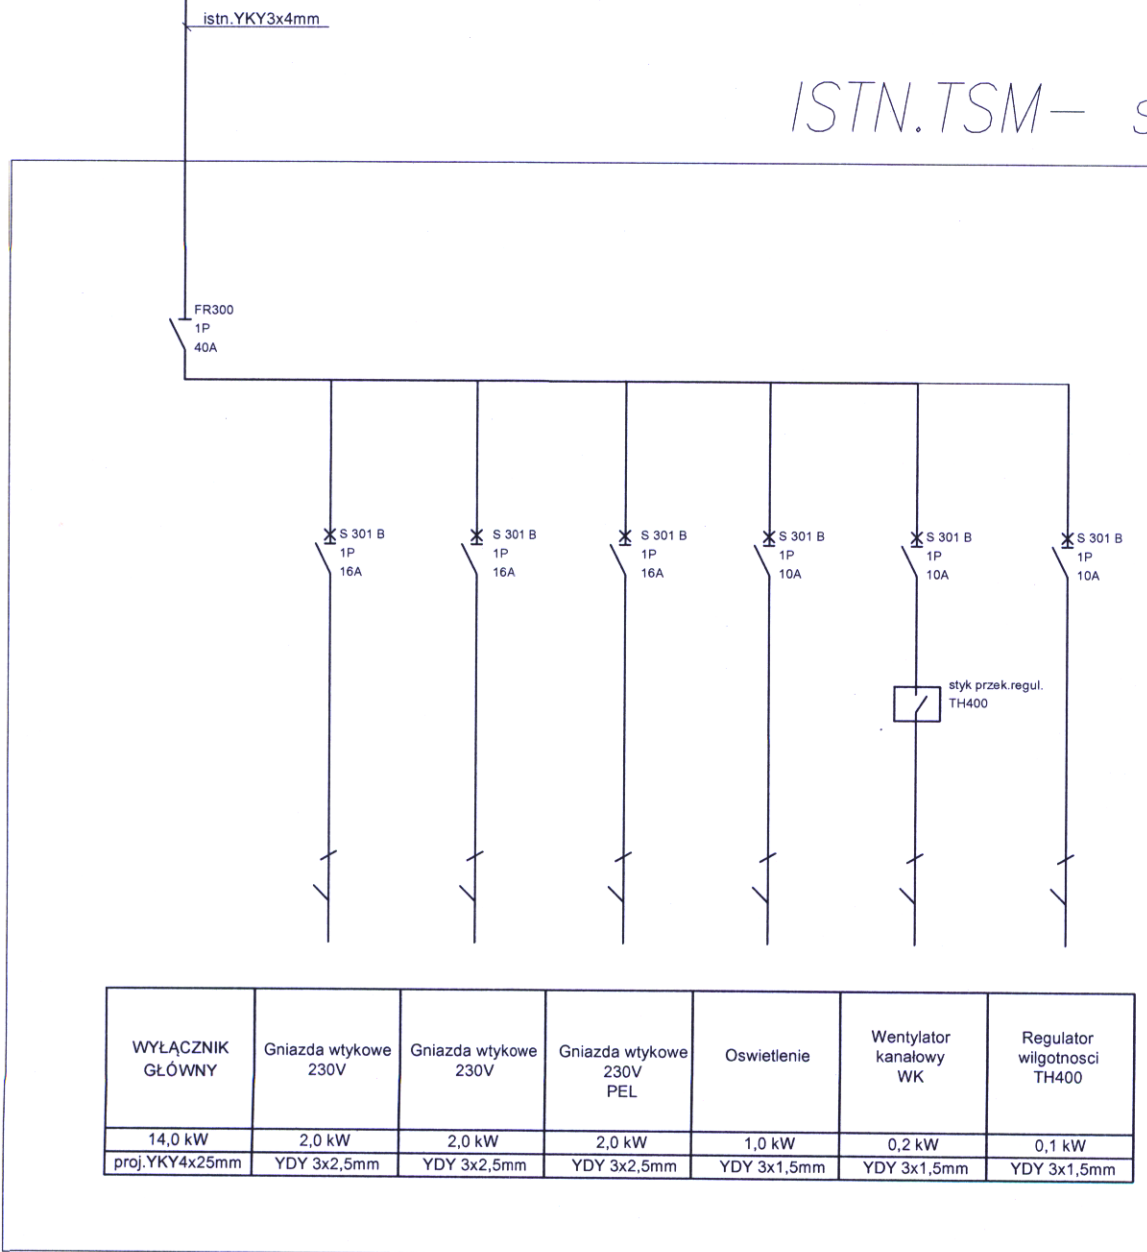 istn.YKY3x4mm
ISTN.TSM– s
FR300
1P
40A
S 301 B
1P
16A
S 301 B
1P
16A
S 301 B
1P
16A
S 301 B
1P
10A
S 301 B
1P
10A
S 301 B
1P
10A
styk przek.regul.
TH400
WYŁĄCZNIK
GŁÓWNY
Gniazda wtykowe
230V
Gniazda wtykowe
230V
Gniazda wtykowe
230V
PEL
Oswietlenie
Wentylator
kanałowy
WK
Regulator
wilgotnosci
TH400
14,0 kW
2,0 kW
2,0 kW
2,0 kW
1,0 kW
0,2 kW
0,1 kW
proj.YKY4x25mm
YDY 3x2,5mm
YDY 3x2,5mm
YDY 3x2,5mm
YDY 3x1,5mm
YDY 3x1,5mm
YDY 3x1,5mm